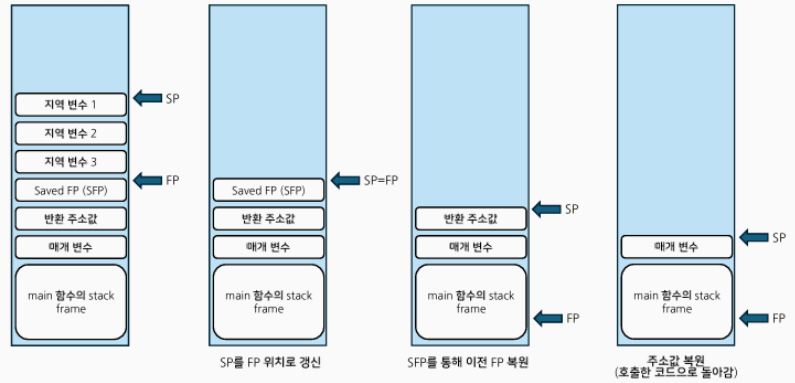 지역 변수 1
지역 변수 2
지역 변수 3
Saved FP (SFP)
반환 주소값
매개 변수
main 함수의 stack
frame
SP
FP
Saved FP (SFP)
반환 주소값
매개 변수
main 함수의 stack
frame
SP=FP
SP를 FP 위치로 갱신
반환 주소값
매개 변수
main 함수의 stack
frame
SP
FP
SFP를 통해 이전 FP 복원
매개 변수
main 함수의 stack
frame
SP
FP
주소값 복원
(호출한 코드으로 돌아감)